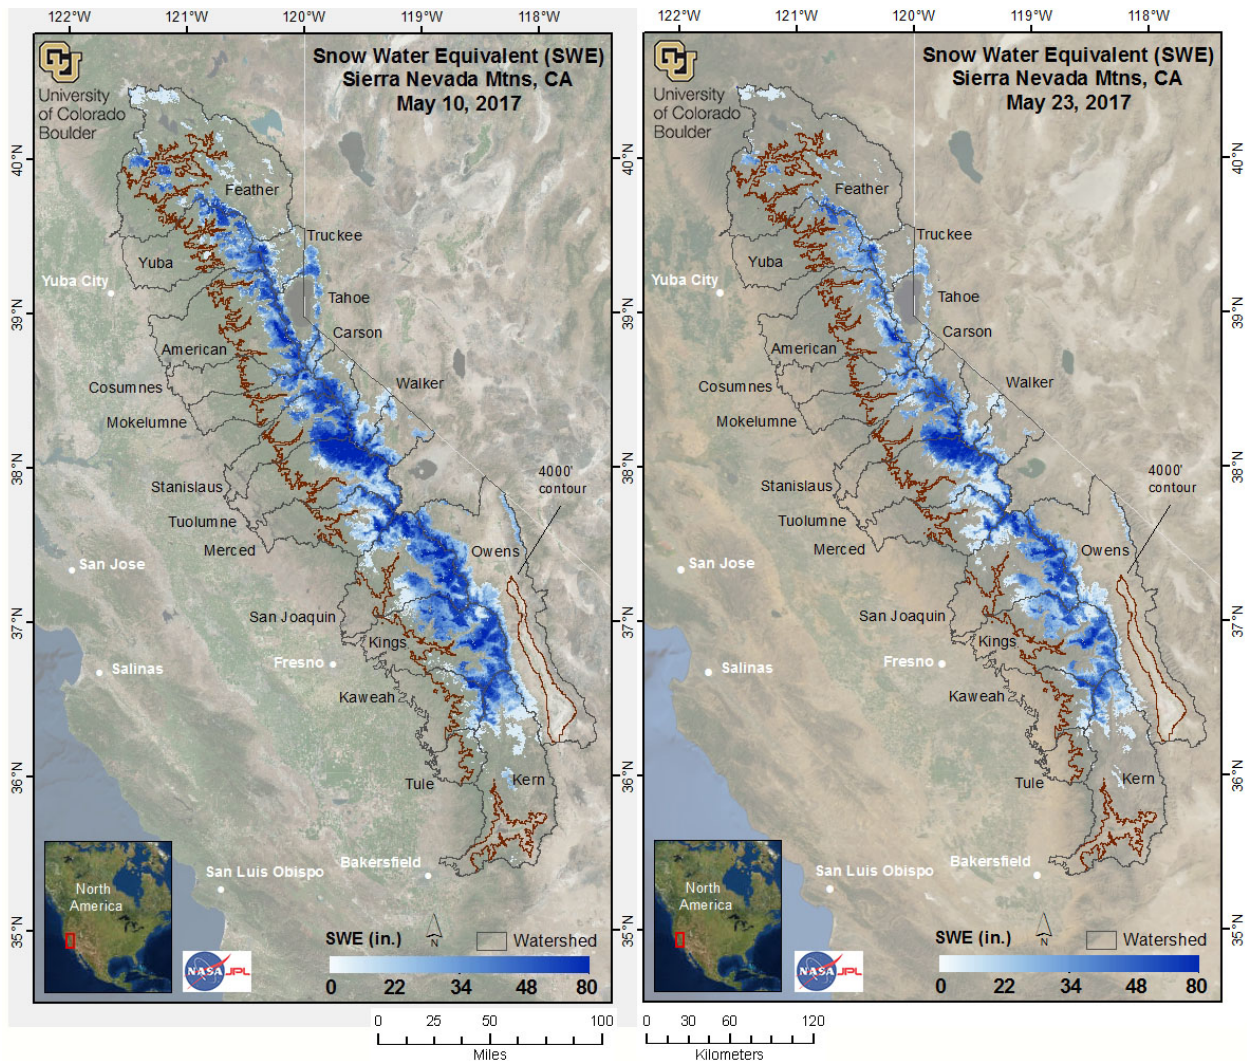 122°W 121°W 120°W 119°W 118°W
Snow Water Equivalent (SWE)
Sierra Nevada Mtns, CA
May 10, 2017
University
of Colorado
Boulder
40°N
39°N
38°N
37°N
36°N
35°N
Feather
Truckee
Yuba
Yuba City
Tahoe
Carson
American
Walker
Cosumnes
Mokelumne
4000'
contour
Stanislaus
Tuolumne
Merced
Owens
San Jose
San Joaquin
Kings
Fresno
Salinas
Kaweah
Tule
Kern
Bakersfield
San Luis Obispo
North
America
N
SWE (in.)
Watershed
NASA JPL
0 22 34 48 80
0 25 50 100
Miles
122°W 121°W 120°W 119°W 118°W
Snow Water Equivalent (SWE)
Sierra Nevada Mtns, CA
May 23, 2017
University
of Colorado
Boulder
40°N
39°N
38°N
37°N
36°N
35°N
Feather
Truckee
Yuba
Yuba City
Tahoe
Carson
American
Walker
Cosumnes
Mokelumne
4000'
contour
Stanislaus
Tuolumne
Merced
Owens
San Jose
San Joaquin
Kings
Fresno
Salinas
Kaweah
Tule
Kern
Bakersfield
San Luis Obispo
North
America
N
SWE (in.)
Watershed
NASA JPL
0 22 34 48 80
0 30 60 120
Kilometers